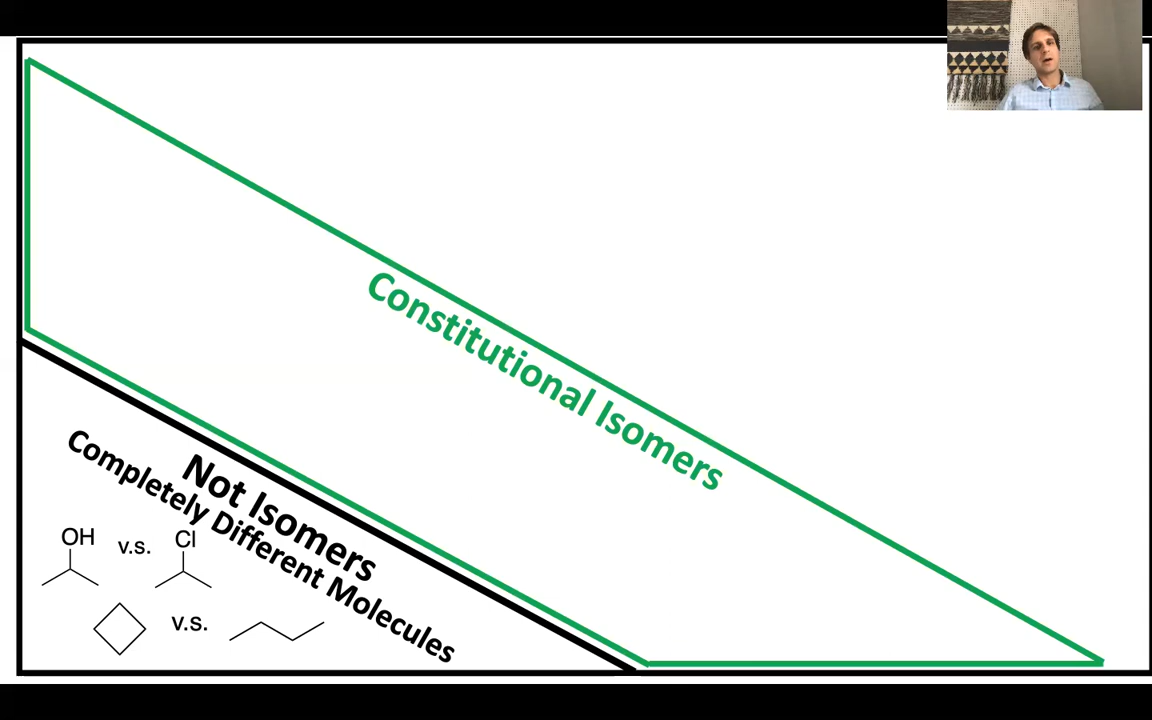 Constitutional Isomers
Not Isomers
Completely Different Molecules
OH v.s. Cl
v.s.